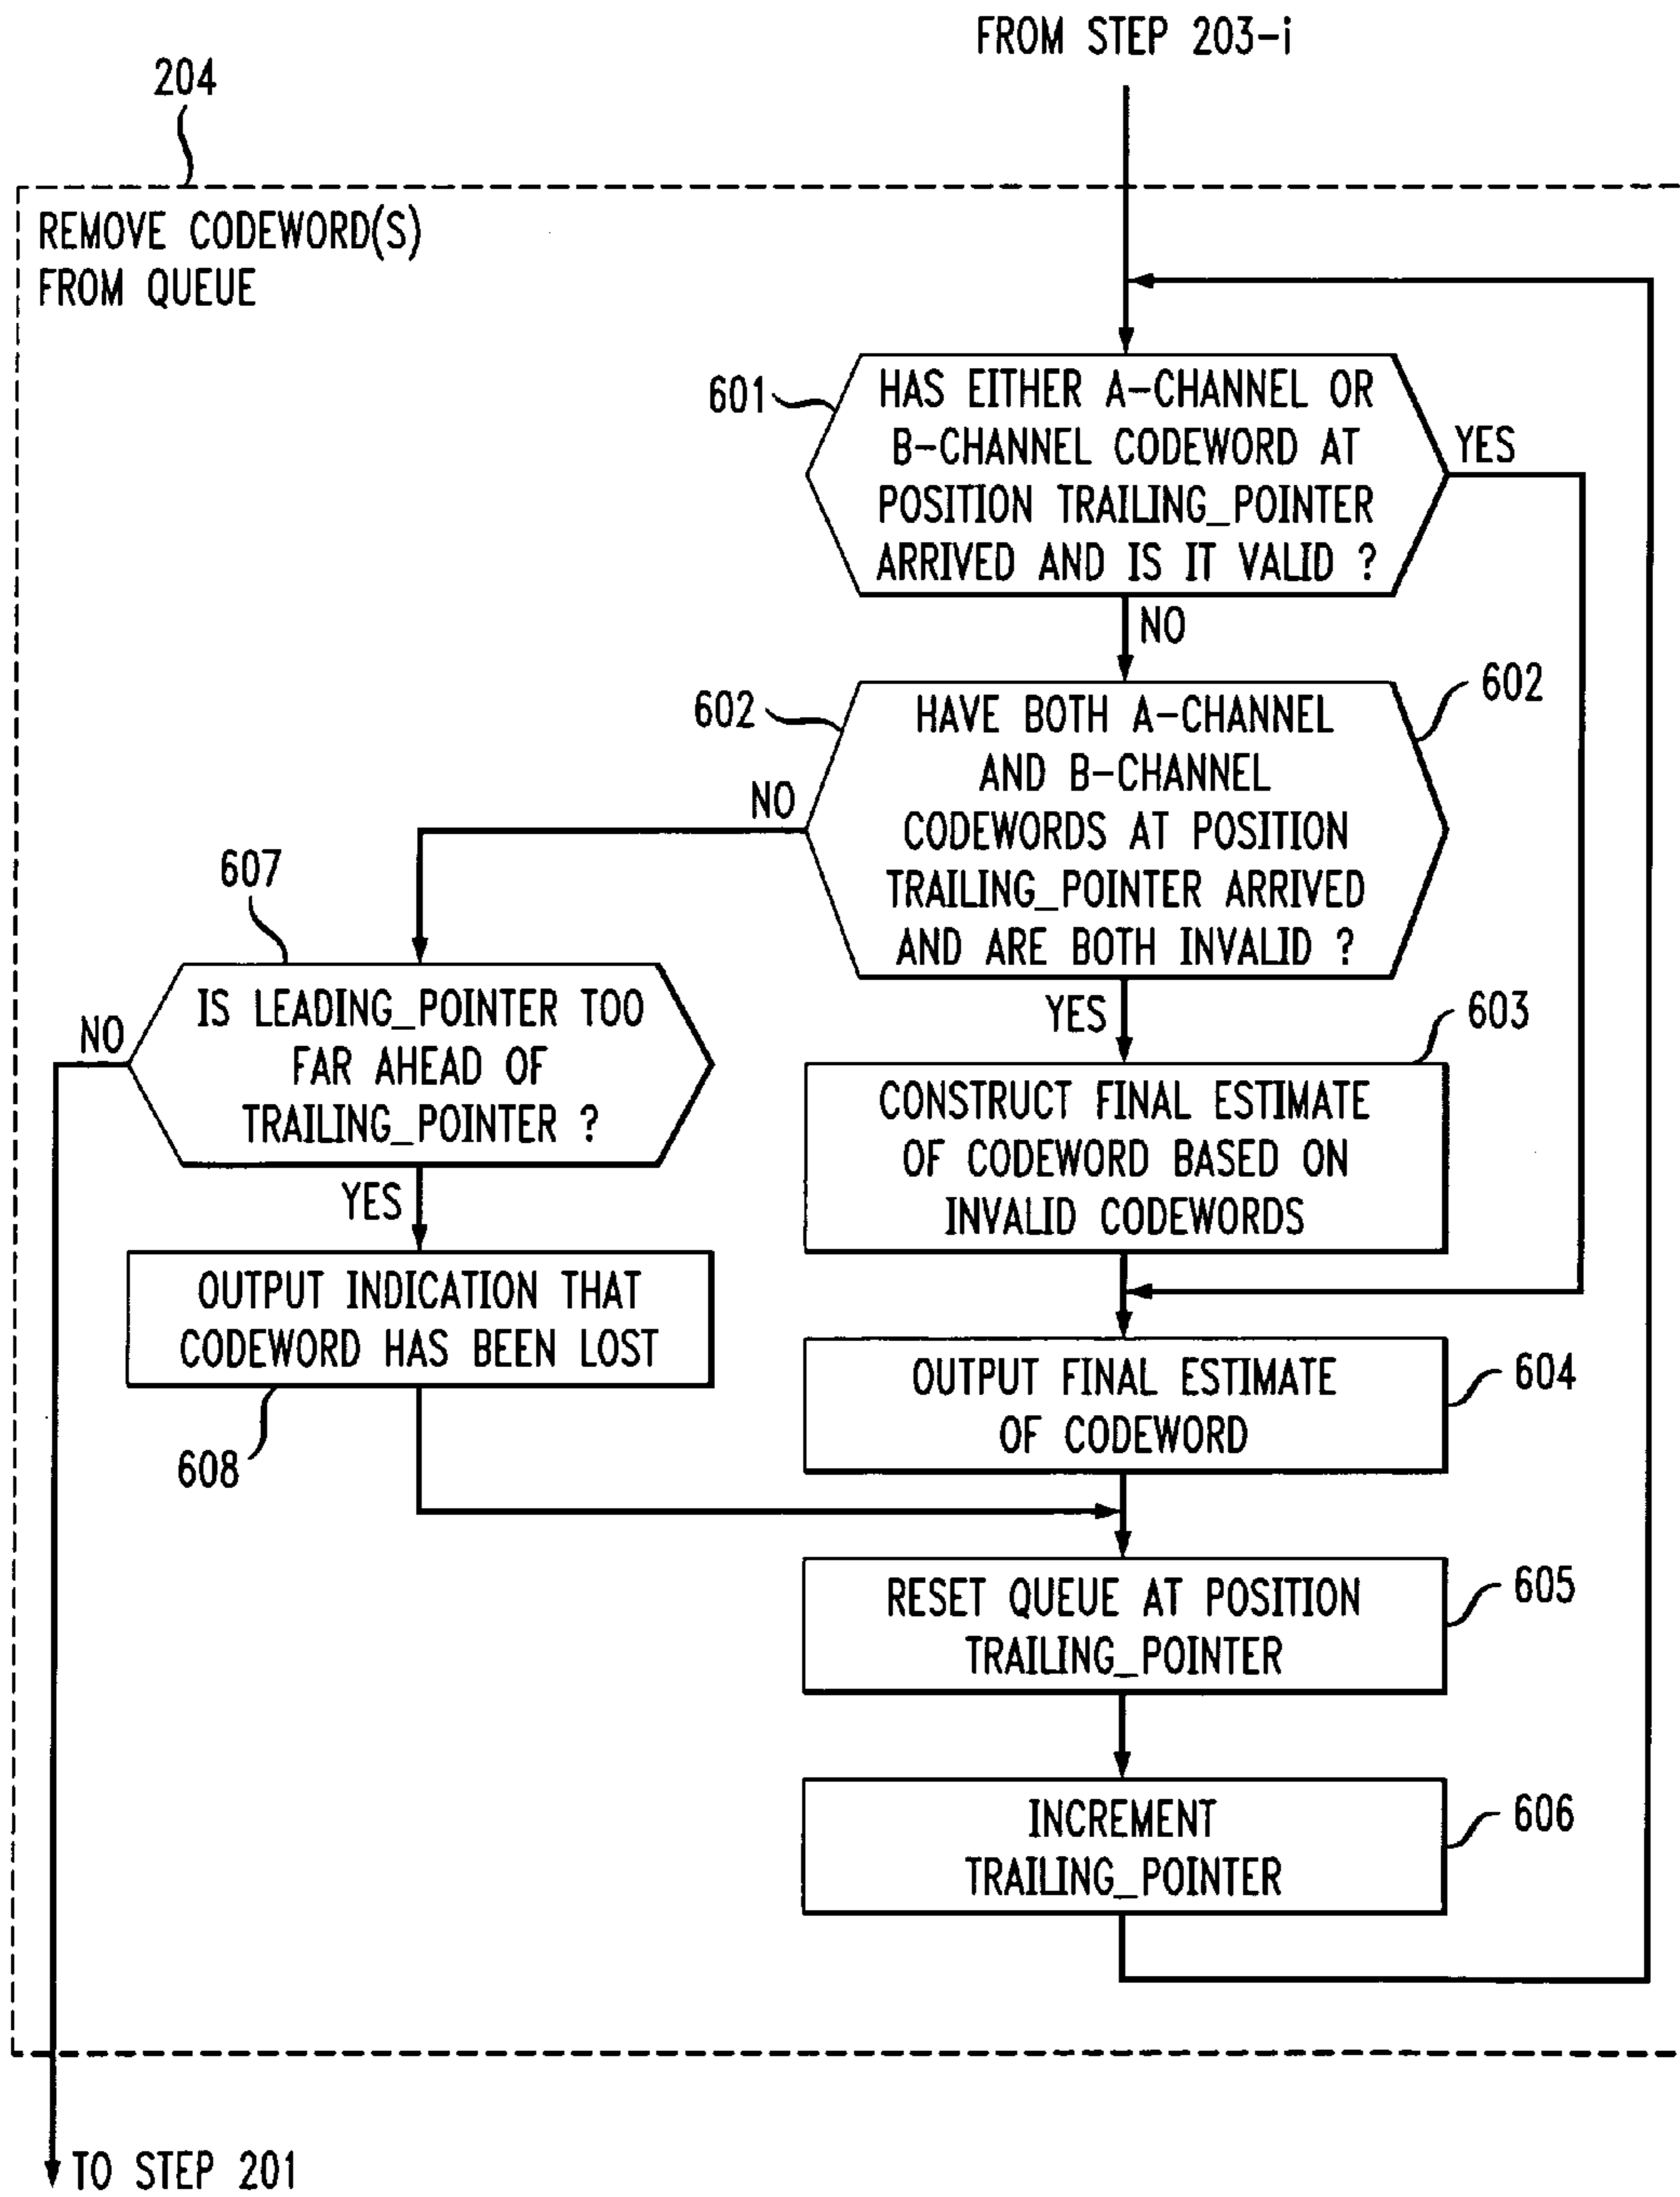 FROM STEP 203-i
204
REMOVE CODEWORD(S)
FROM QUEUE
601
HAS EITHER A-CHANNEL OR
B-CHANNEL CODEWORD AT
POSITION TRAILING_POINTER
ARRIVED AND IS IT VALID ?
YES
NO
602
HAVE BOTH A-CHANNEL
AND B-CHANNEL
CODEWORDS AT POSITION
TRAILING_POINTER ARRIVED
AND ARE BOTH INVALID ?
602
NO
YES
607
IS LEADING_POINTER TOO
FAR AHEAD OF
TRAILING_POINTER ?
NO
YES
603
CONSTRUCT FINAL ESTIMATE
OF CODEWORD BASED ON
INVALID CODEWORDS
OUTPUT INDICATION THAT
CODEWORD HAS BEEN LOST
608
OUTPUT FINAL ESTIMATE
OF CODEWORD
604
RESET QUEUE AT POSITION
TRAILING_POINTER
605
INCREMENT
TRAILING_POINTER
606
TO STEP 201